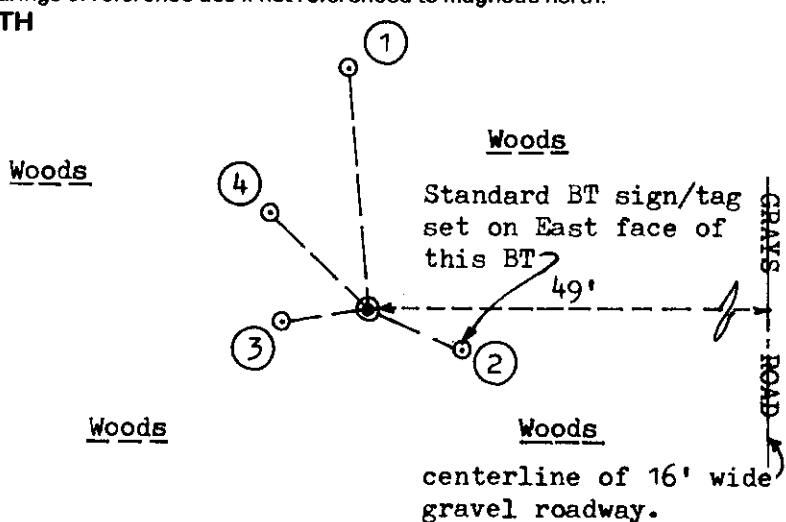 TH
1
Woods
Woods
4
Standard BT sign/tag
set on East face of
this BT
GRAYS ROAD
49'
3
2
Woods
Woods
centerline of 16' wide
gravel roadway.